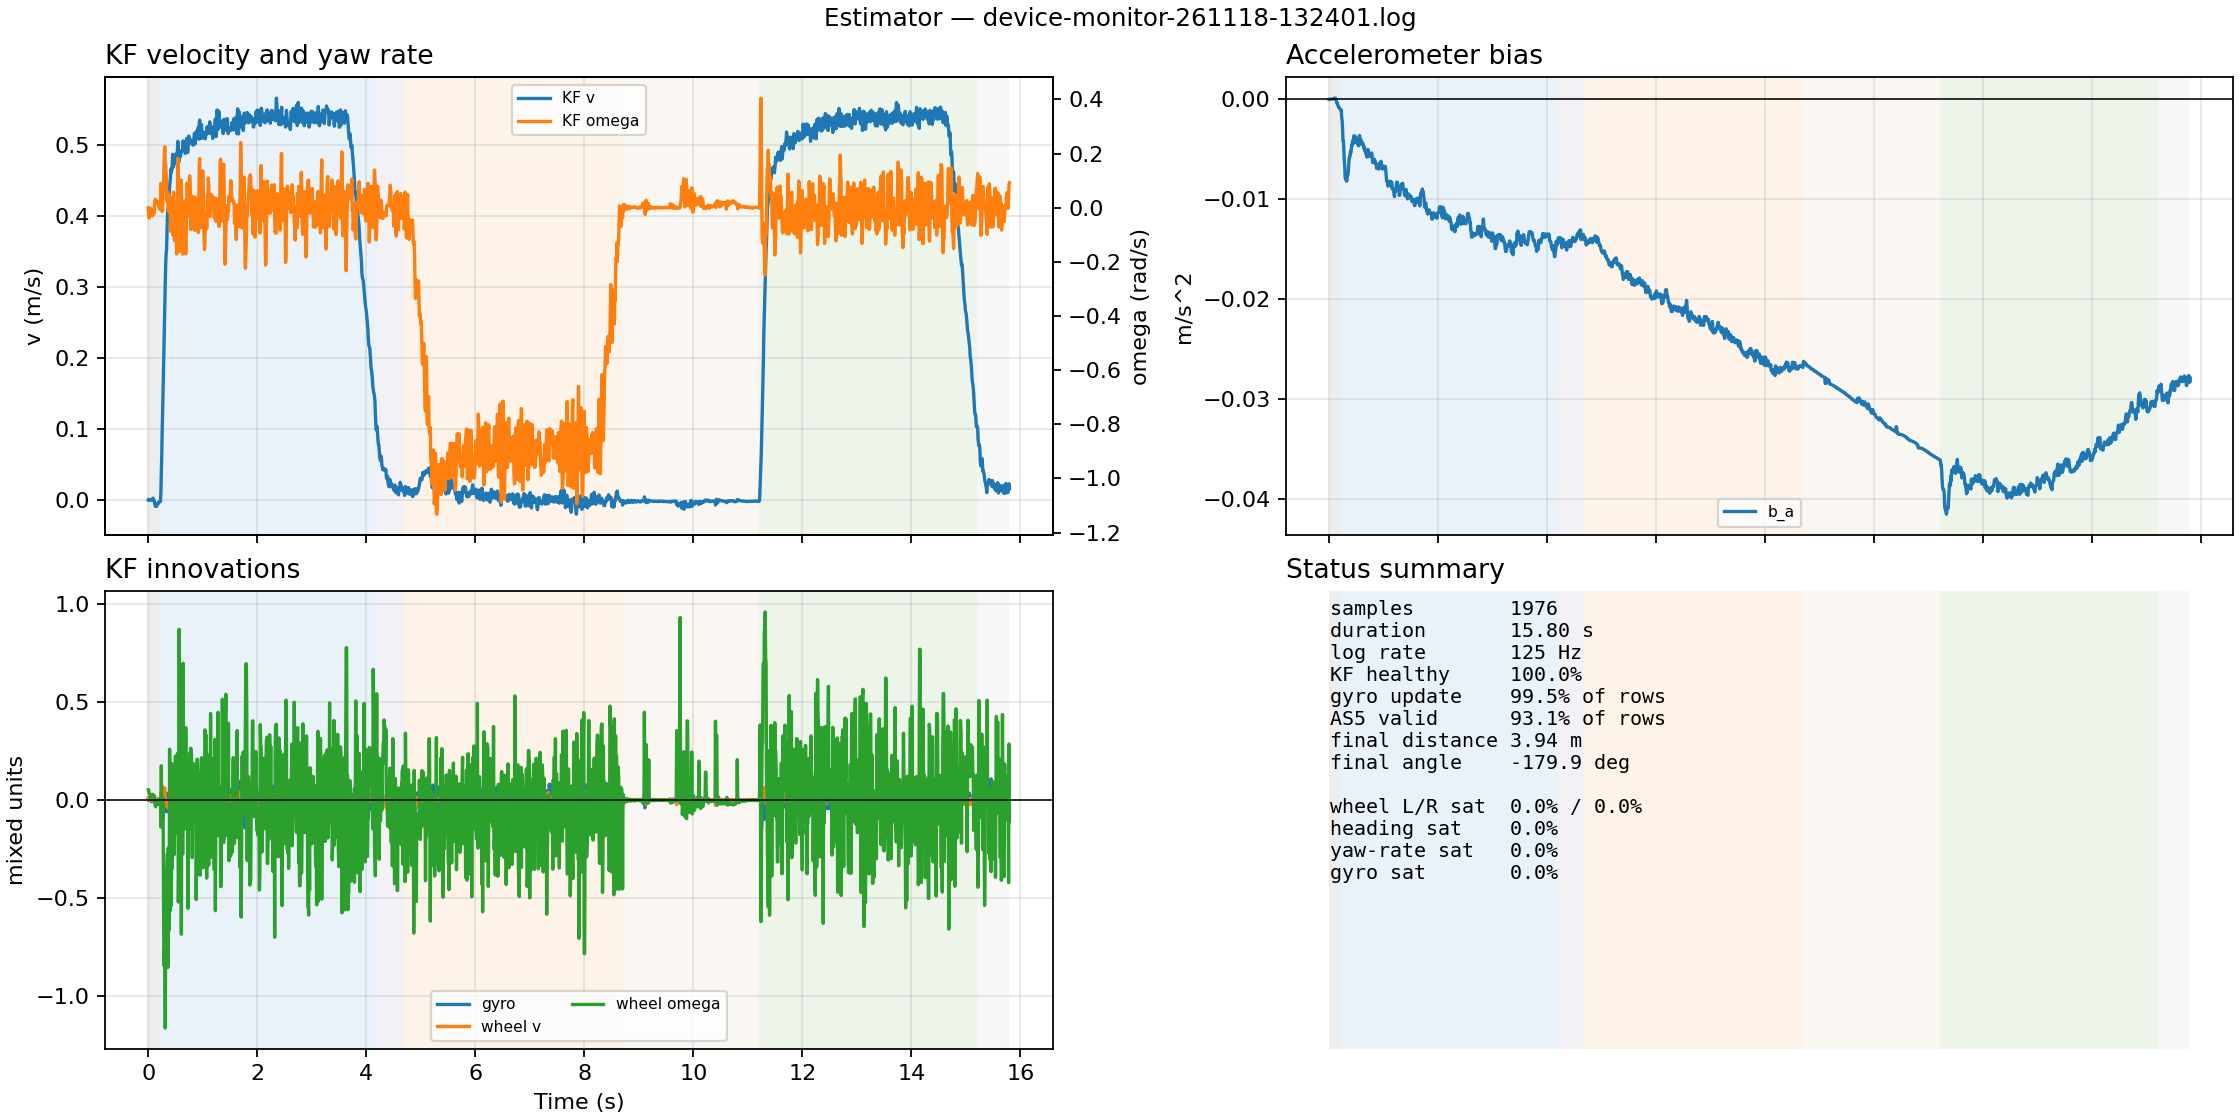 Estimator — device-monitor-261118-132401.log
KF velocity and yaw rate
v (m/s)
0.5
0.4
0.3
0.2
0.1
0.0
KF v
KF omega
0.4
0.2
0.0
−0.2
−0.4
−0.6
−0.8
−1.0
−1.2
omega (rad/s)
Accelerometer bias
m/s^2
0.00
−0.01
−0.02
−0.03
−0.04
b_a
KF innovations
mixed units
1.0
0.5
0.0
−0.5
−1.0
gyro
wheel v
wheel omega
0 2 4 6 8 10 12 14 16
Time (s)
Status summary
samples 1976
duration 15.80 s
log rate 125 Hz
KF healthy 100.0%
gyro update 99.5% of rows
AS5 valid 93.1% of rows
final distance 3.94 m
final angle -179.9 deg
wheel L/R sat 0.0% / 0.0%
heading sat 0.0%
yaw-rate sat 0.0%
gyro sat 0.0%